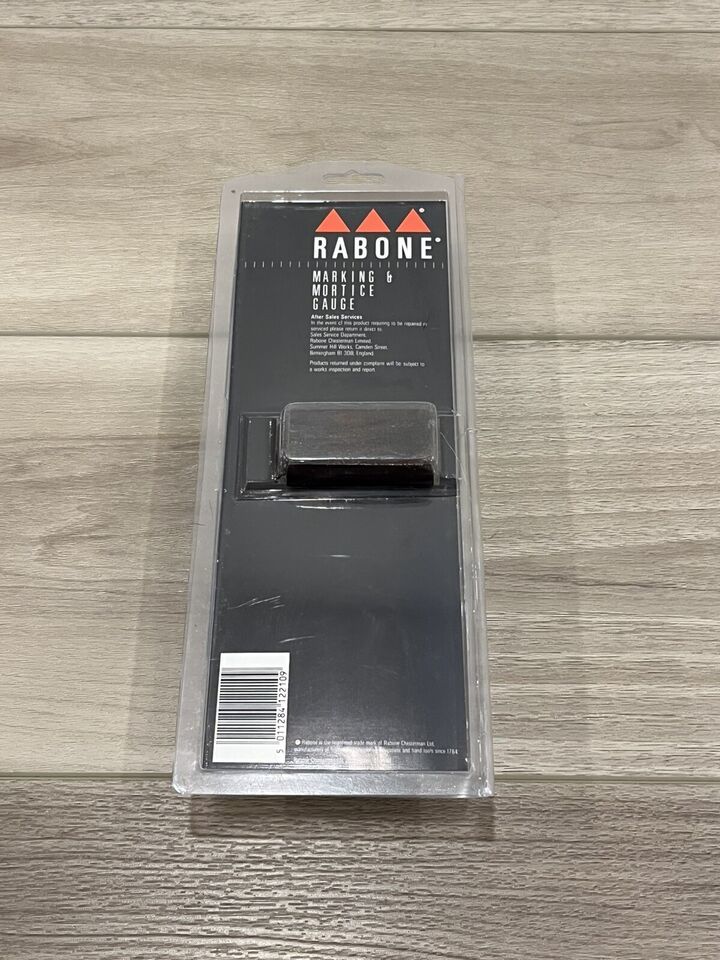 RABONE®
MARKING &
MORTICE
GAUGE
After Sales Services
In the event of this product requiring to be repaired or
serviced please return it direct to
Sales Service Department,
Rabone Chesterman Limited,
Summer Hill Works, Camden Street,
Birmingham B1 3DB, England
Products returned under complaint will be subject to
a works inspection and report
5 011284 122109
Rabone is the registered trade mark of Rabone Chesterman Ltd,
manufacturers of and hand tools since 1784